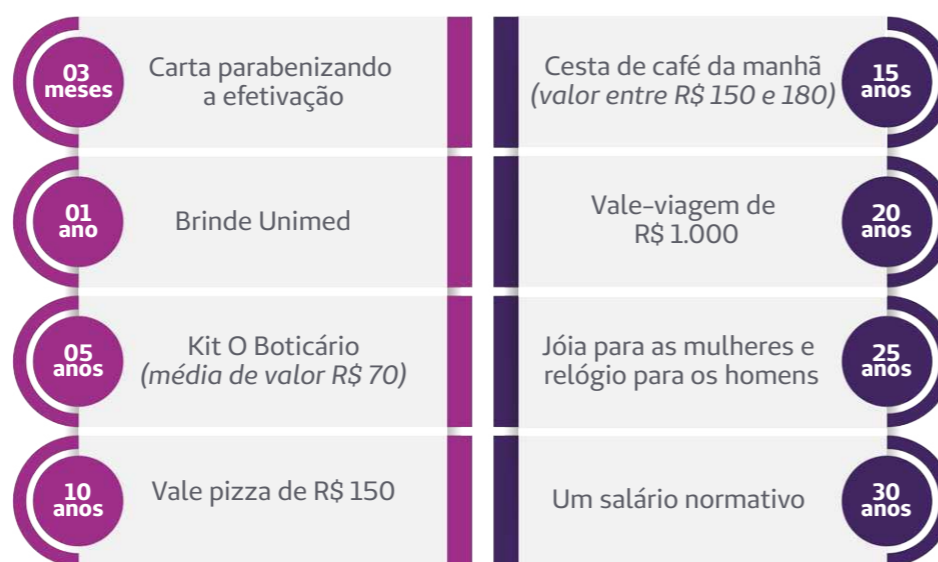 03
meses
Carta parabenizando
a efetivação
01
ano
Brinde Unimed
05
anos
Kit O Boticário
(média de valor R$ 70)
10
anos
Vale pizza de R$ 150
Cesta de café da manhã
(valor entre R$ 150 e 180)
15
anos
Vale-viagem de
R$ 1.000
20
anos
Jóia para as mulheres e
relógio para os homens
25
anos
Um salário normativo
30
anos